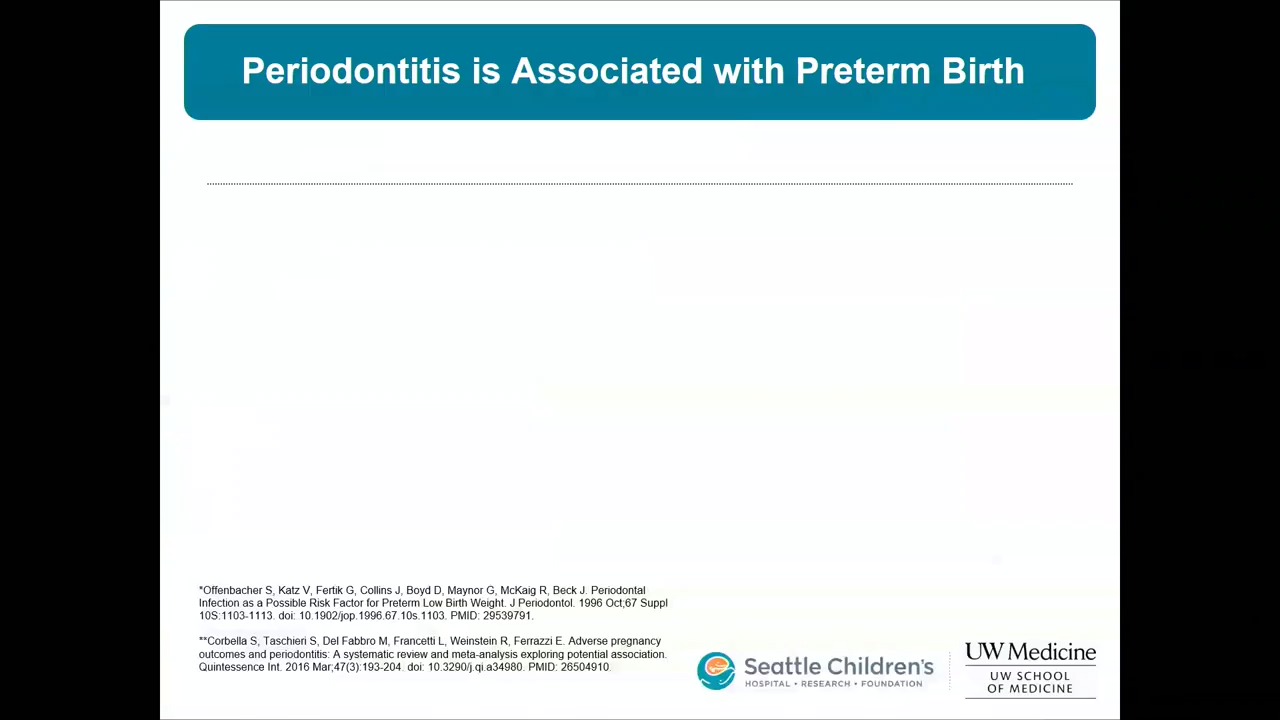 Periodontitis is Associated with Preterm Birth
*Offenbacher S, Katz V, Fertik G, Collins J, Boyd D, Maynor G, McKaig R, Beck J. Periodontal
Infection as a Possible Risk Factor for Preterm Low Birth Weight. J Periodontol. 1996 Oct;67 Suppl
10S:1103-1113. doi: 10.1902/jop.1996.67.10s.1103. PMID: 29539791.
**Corbella S, Taschieri S, Del Fabbro M, Francetti L, Weinstein R, Ferrazzi E. Adverse pregnancy
outcomes and periodontitis: A systematic review and meta-analysis exploring potential association.
Quintessence Int. 2016 Mar;47(3):193-204. doi: 10.3290/j.qi.a34980. PMID: 26504910.
Seattle Children's
HOSPITAL • RESEARCH • FOUNDATION
UW Medicine
UW SCHOOL
OF MEDICINE